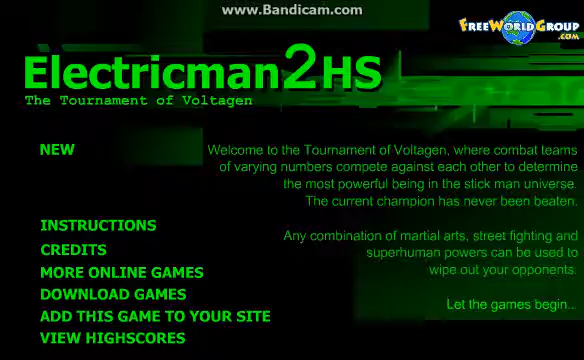 www.Bandicam.com
FREEWORLDGROUP
.COM
Electricman2HS
The Tournament of Voltagen
NEW
Welcome to the Tournament of Voltagen, where combat teams
of varying numbers compete against each other to determine
the most powerful being in the stick man universe.
The current champion has never been beaten.
INSTRUCTIONS
Any combination of martial arts, street fighting and
superhuman powers can be used to
wipe out your opponents.
CREDITS
MORE ONLINE GAMES
DOWNLOAD GAMES
Let the games begin...
ADD THIS GAME TO YOUR SITE
VIEW HIGHSCORES